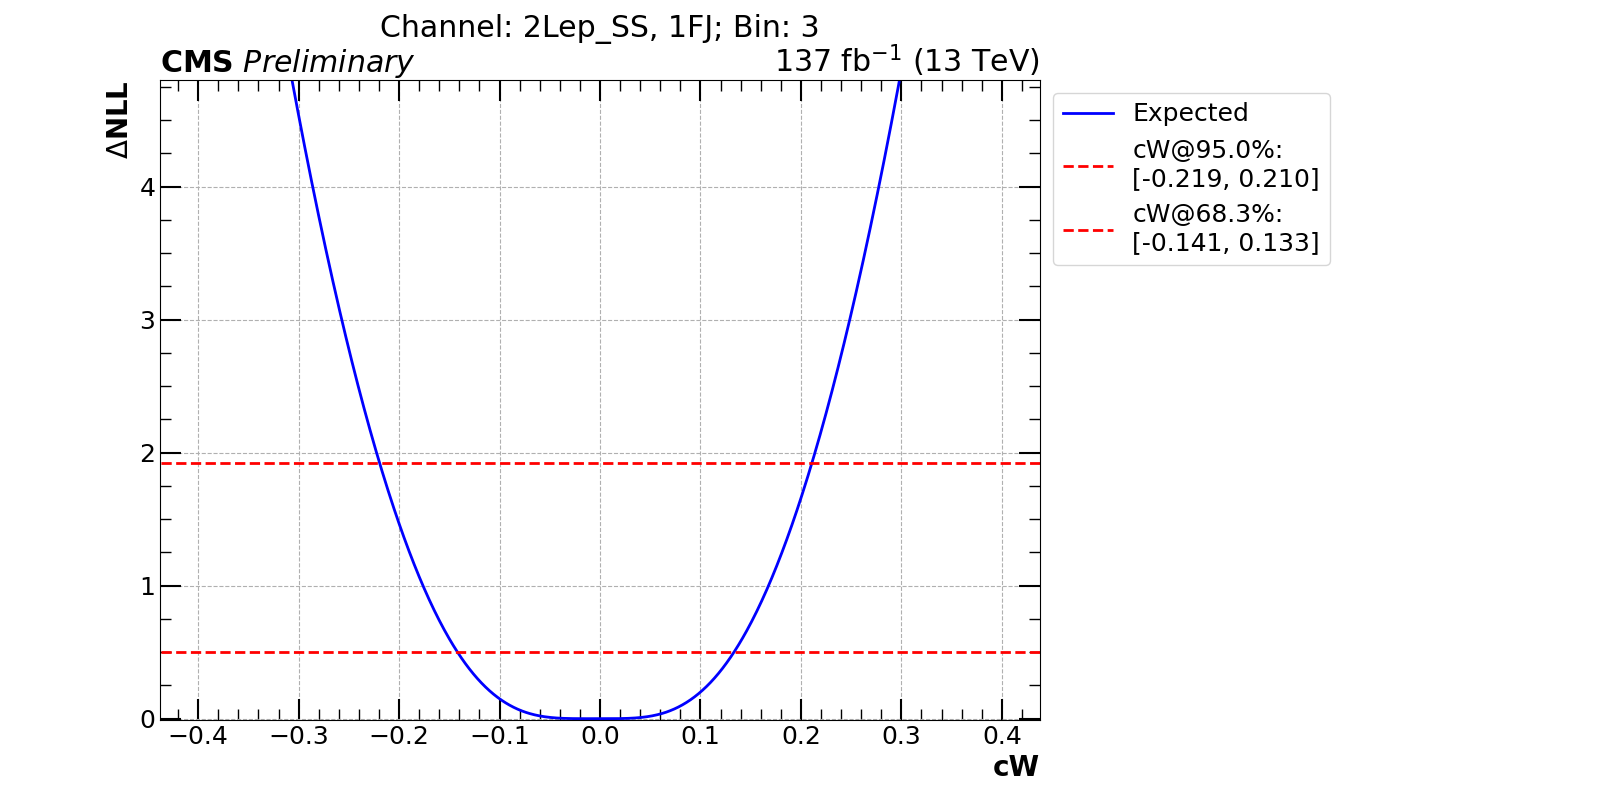 Channel: 2Lep_SS, 1FJ; Bin: 3
CMS Preliminary
137 fb⁻¹ (13 TeV)
ΔNLL
4
3
2
1
0
−0.4 −0.3 −0.2 −0.1 0.0 0.1 0.2 0.3 0.4
cW
Expected
cW@95.0%:
[-0.219, 0.210]
cW@68.3%:
[-0.141, 0.133]